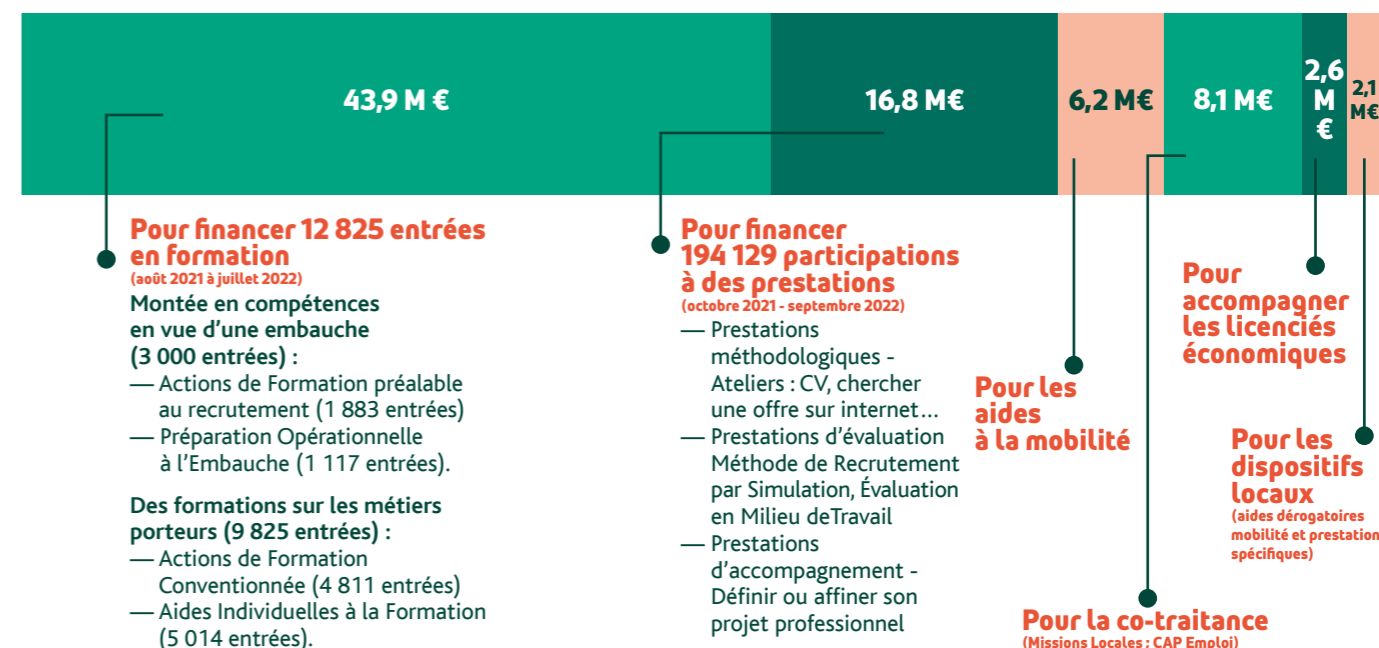 43,9 M €
16,8 M€
6,2 M€
8,1 M€
2,6
M
€
2,1
M€
Pour financer 12 825 entrées
en formation
(août 2021 à juillet 2022)
Montée en compétences
en vue d'une embauche
(3 000 entrées) :
— Actions de Formation préalable
au recrutement (1 883 entrées)
— Préparation Opérationnelle
à l'Embauche (1 117 entrées).
Des formations sur les métiers
porteurs (9 825 entrées) :
— Actions de Formation
Conventionnée (4 811 entrées)
— Aides Individuelles à la Formation
(5 014 entrées).
Pour financer
194 129 participations
à des prestations
(octobre 2021 - septembre 2022)
— Prestations
méthodologiques -
Ateliers : CV, chercher
une offre sur internet...
— Prestations d'évaluation
Méthode de Recrutement
par Simulation, Évaluation
en Milieu deTravail
— Prestations
d'accompagnement -
Définir ou affiner son
projet professionnel
Pour les
aides
à la mobilité
Pour la co-traitance
(Missions Locales ; CAP Emploi)
Pour
accompagner
les licenciés
économiques
Pour les
dispositifs
locaux
(aides dérogatoires
mobilité et prestation
spécifiques)